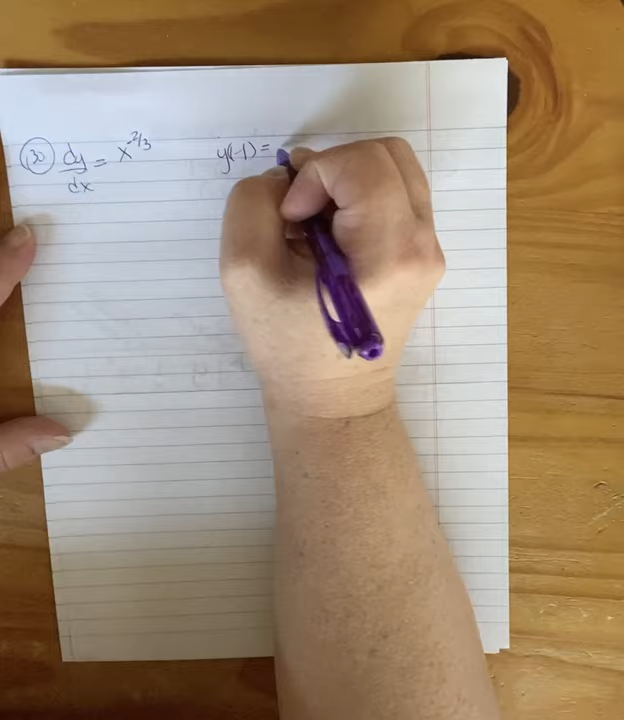 (30) dy/dx = x^-2/3 y(-1) =